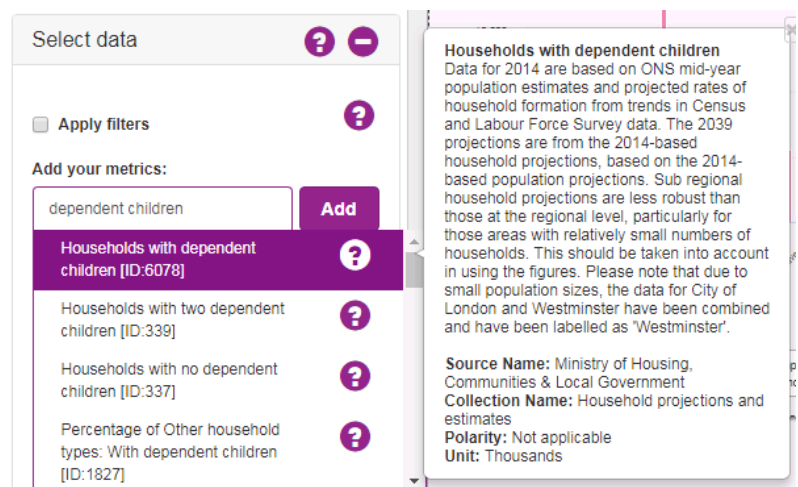 Select data
Apply filters
Add your metrics:
dependent children
Add
Households with dependent
children [ID:6078]
Households with two dependent
children [ID:339]
Households with no dependent
children [ID:337]
Percentage of Other household
types: With dependent children
[ID:1827]
Households with dependent children
Data for 2014 are based on ONS mid-year
population estimates and projected rates of
household formation from trends in Census
and Labour Force Survey data. The 2039
projections are from the 2014-based
household projections, based on the 2014-
based population projections. Sub regional
household projections are less robust than
those at the regional level, particularly for
those areas with relatively small numbers of
households. This should be taken into account
in using the figures. Please note that due to
small population sizes, the data for City of
London and Westminster have been combined
and have been labelled as 'Westminster'.
Source Name: Ministry of Housing,
Communities & Local Government
Collection Name: Household projections and
estimates
Polarity: Not applicable
Unit: Thousands